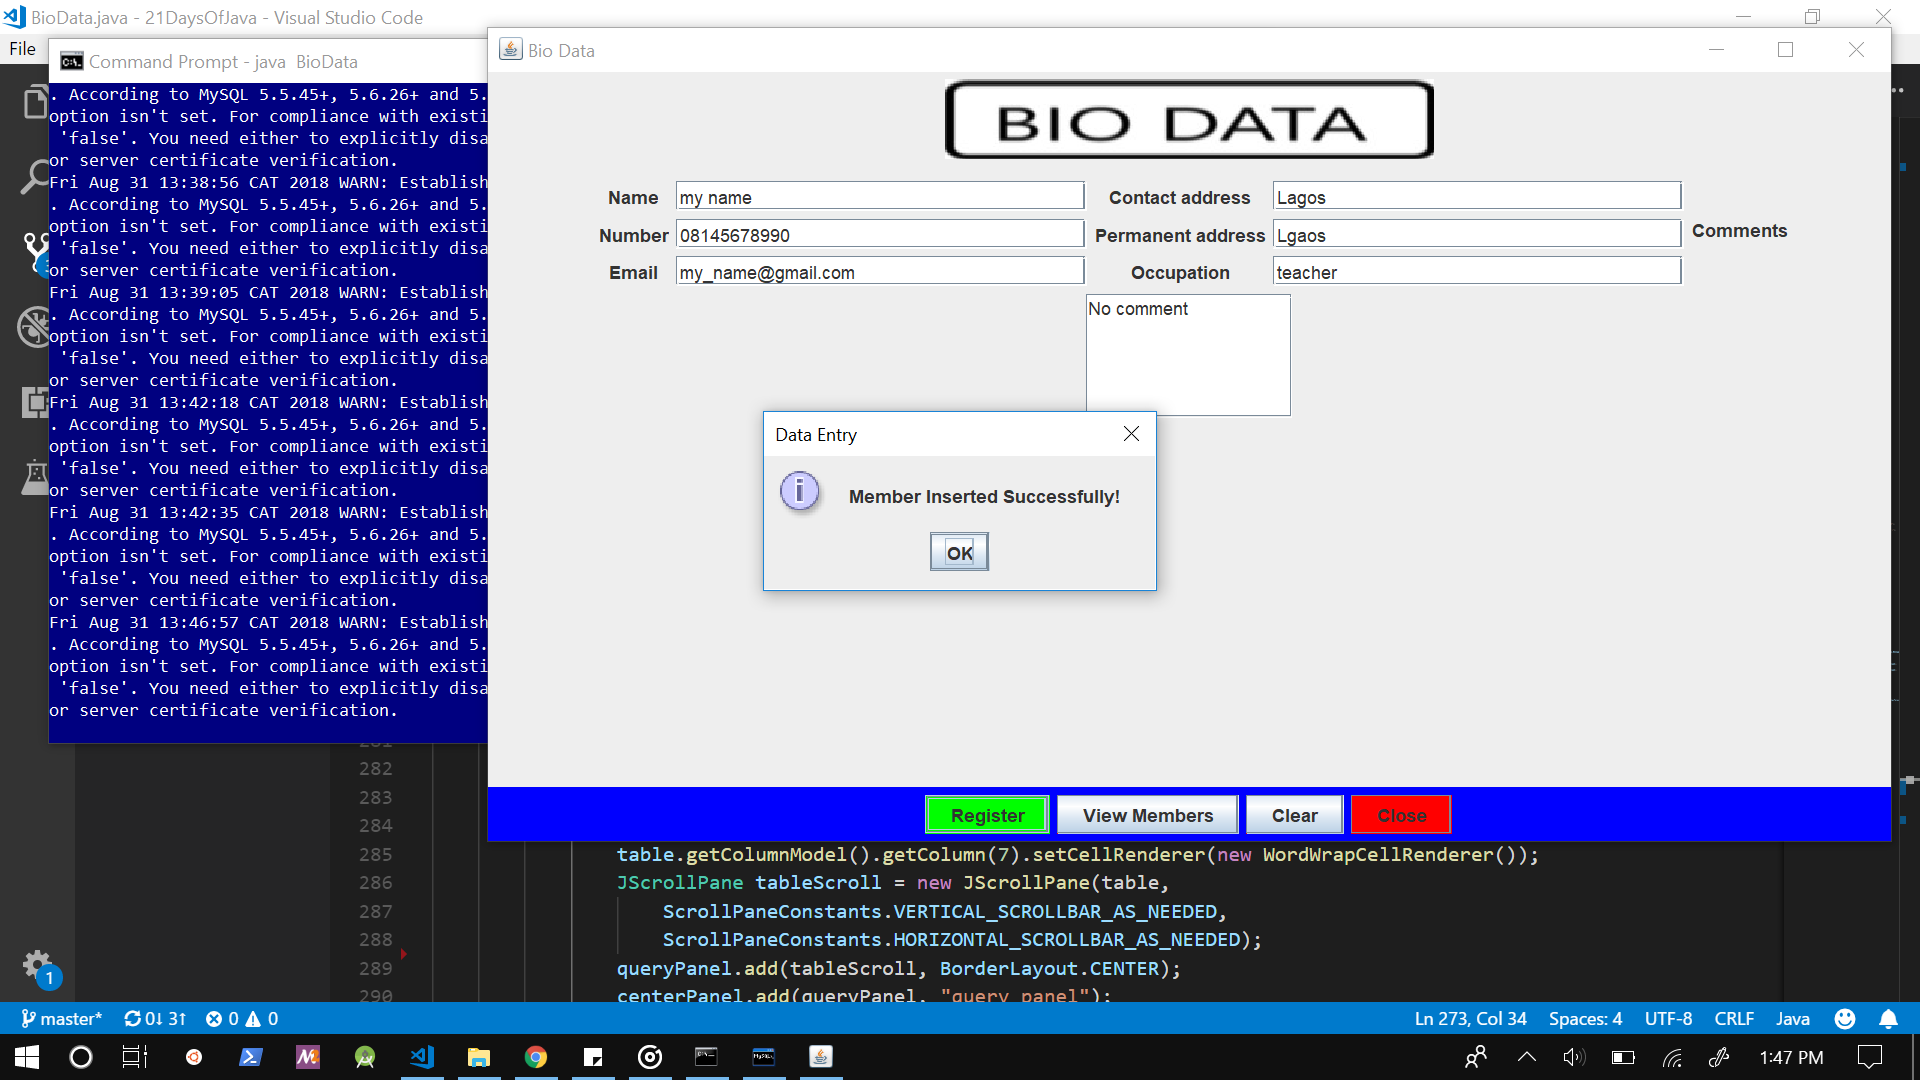 BioData.java - 21DaysOfJava - Visual Studio Code
File
Command Prompt - java  BioData
. According to MySQL 5.5.45+, 5.6.26+ and 5.
option isn't set. For compliance with existi
'false'. You need either to explicitly disa
or server certificate verification.
Fri Aug 31 13:38:56 CAT 2018 WARN: Establish
. According to MySQL 5.5.45+, 5.6.26+ and 5.
option isn't set. For compliance with existi
'false'. You need either to explicitly disa
or server certificate verification.
Fri Aug 31 13:39:05 CAT 2018 WARN: Establish
. According to MySQL 5.5.45+, 5.6.26+ and 5.
option isn't set. For compliance with existi
'false'. You need either to explicitly disa
or server certificate verification.
Fri Aug 31 13:42:18 CAT 2018 WARN: Establish
. According to MySQL 5.5.45+, 5.6.26+ and 5.
option isn't set. For compliance with existi
'false'. You need either to explicitly disa
or server certificate verification.
Fri Aug 31 13:42:35 CAT 2018 WARN: Establish
. According to MySQL 5.5.45+, 5.6.26+ and 5.
option isn't set. For compliance with existi
'false'. You need either to explicitly disa
or server certificate verification.
Fri Aug 31 13:46:57 CAT 2018 WARN: Establish
. According to MySQL 5.5.45+, 5.6.26+ and 5.
option isn't set. For compliance with existi
'false'. You need either to explicitly disa
or server certificate verification.
Bio Data
BIO DATA
Name my name Contact address Lagos
Number 08145678990 Permanent address Lgaos Comments
Email my_name@gmail.com Occupation teacher
No comment
Data Entry
Member Inserted Successfully!
OK
Register View Members Clear Close
281
282
283
284
285 table.getColumnModel().getColumn(7).setCellRenderer(new WordWrapCellRenderer());
286 JScrollPane tableScroll = new JScrollPane(table,
287 ScrollPaneConstants.VERTICAL_SCROLLBAR_AS_NEEDED,
288 ScrollPaneConstants.HORIZONTAL_SCROLLBAR_AS_NEEDED);
289 queryPanel.add(tableScroll, BorderLayout.CENTER);
290 centerPanel.add(queryPanel, "query panel");
1
master* 0↓ 3↑ 0 0 Ln 273, Col 34 Spaces: 4 UTF-8 CRLF Java
1:47 PM